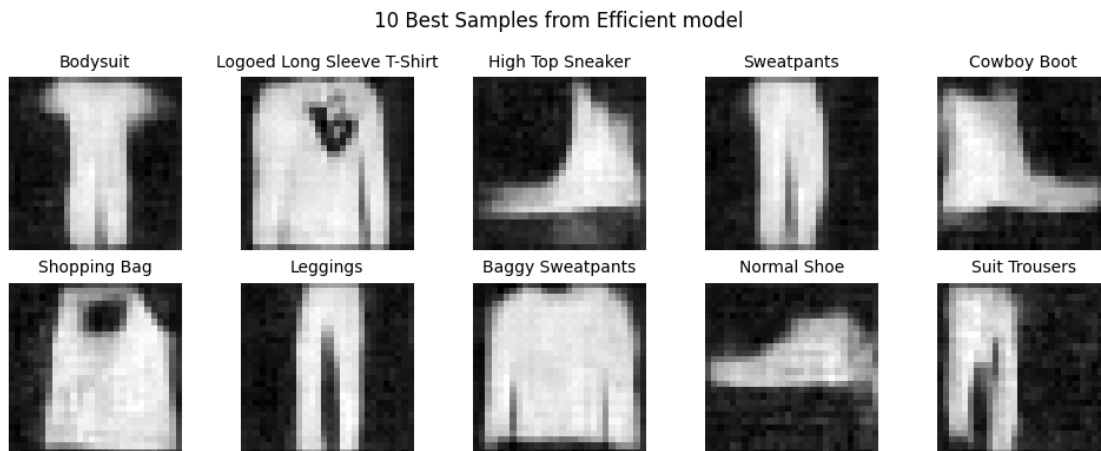 10 Best Samples from Efficient model
Bodysuit
Logoed Long Sleeve T-Shirt
High Top Sneaker
Sweatpants
Cowboy Boot
Shopping Bag
Leggings
Baggy Sweatpants
Normal Shoe
Suit Trousers